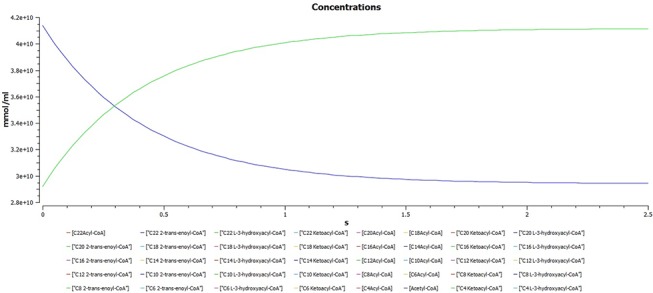 Concentrations
mmol/ml
4.2e+10
4e+10
3.8e+10
3.6e+10
3.4e+10
3.2e+10
3e+10
2.8e+10
0 0.5 1 1.5 2 2.5
s
[C22Acyl-CoA] ["C22 2-trans-enoyl-CoA"] ["C22 L-3-hydroxyacyl-CoA"] ["C22 Ketoacyl-CoA"] [C20Acyl-CoA] [C18Acyl-CoA] ["C20 Ketoacyl-CoA"] ["C20 L-3-hydroxyacyl-CoA"]
["C20 2-trans-enoyl-CoA"] ["C18 2-trans-enoyl-CoA"] ["C18 L-3-hydroxyacyl-CoA"] ["C18 Ketoacyl-CoA"] [C16Acyl-CoA] [C14Acyl-CoA] ["C16 Ketoacyl-CoA"] ["C16 L-3-hydroxyacyl-CoA"]
["C16 2-trans-enoyl-CoA"] ["C14 2-trans-enoyl-CoA"] ["C14 L-3-hydroxyacyl-CoA"] ["C14 Ketoacyl-CoA"] [C12Acyl-CoA] [C10Acyl-CoA] ["C12 Ketoacyl-CoA"] ["C12 L-3-hydroxyacyl-CoA"]
["C12 2-trans-enoyl-CoA"] ["C10 2-trans-enoyl-CoA"] ["C10 L-3-hydroxyacyl-CoA"] ["C10 Ketoacyl-CoA"] [C8Acyl-CoA] [C6Acyl-CoA] ["C8 Ketoacyl-CoA"] ["C8 L-3-hydroxyacyl-CoA"]
["C8 2-trans-enoyl-CoA"] ["C6 2-trans-enoyl-CoA"] ["C6 L-3-hydroxyacyl-CoA"] ["C6 Ketoacyl-CoA"] [C4Acyl-CoA] [Acetyl-CoA] ["C4 Ketoacyl-CoA"] ["C4 L-3-hydroxyacyl-CoA"]